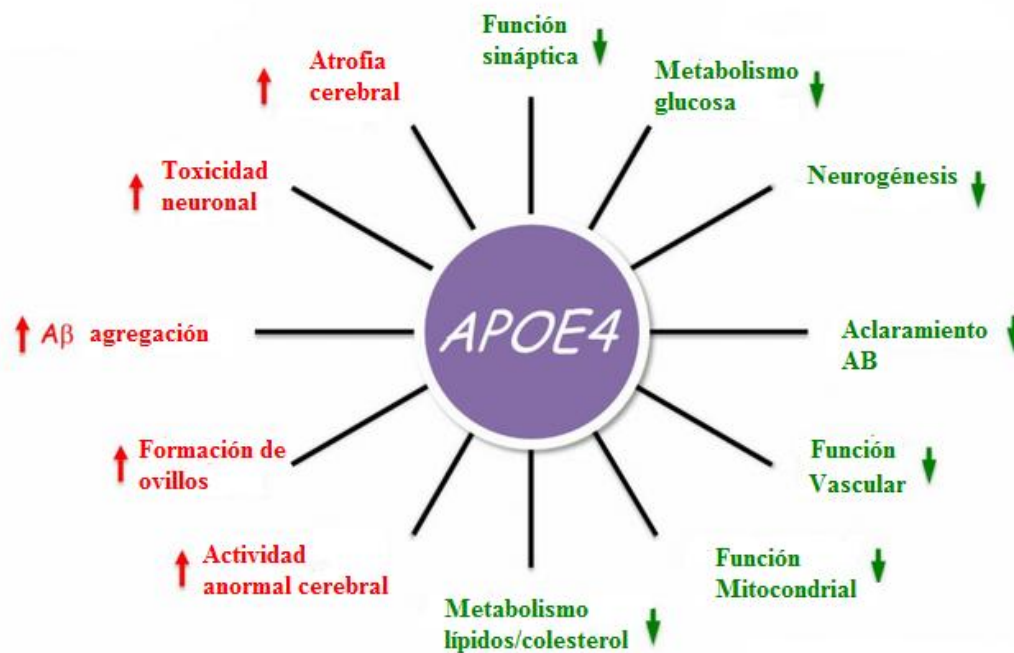 Función
sináptica
Metabolismo
glucosa
Neurogénesis
Aclaramiento
AB
Función
Vascular
Función
Mitocondrial
Metabolismo
lípidos/colesterol
Actividad
anormal cerebral
Formación de
ovillos
Aβ agregación
Toxicidad
neuronal
Atrofia
cerebral
APOE4